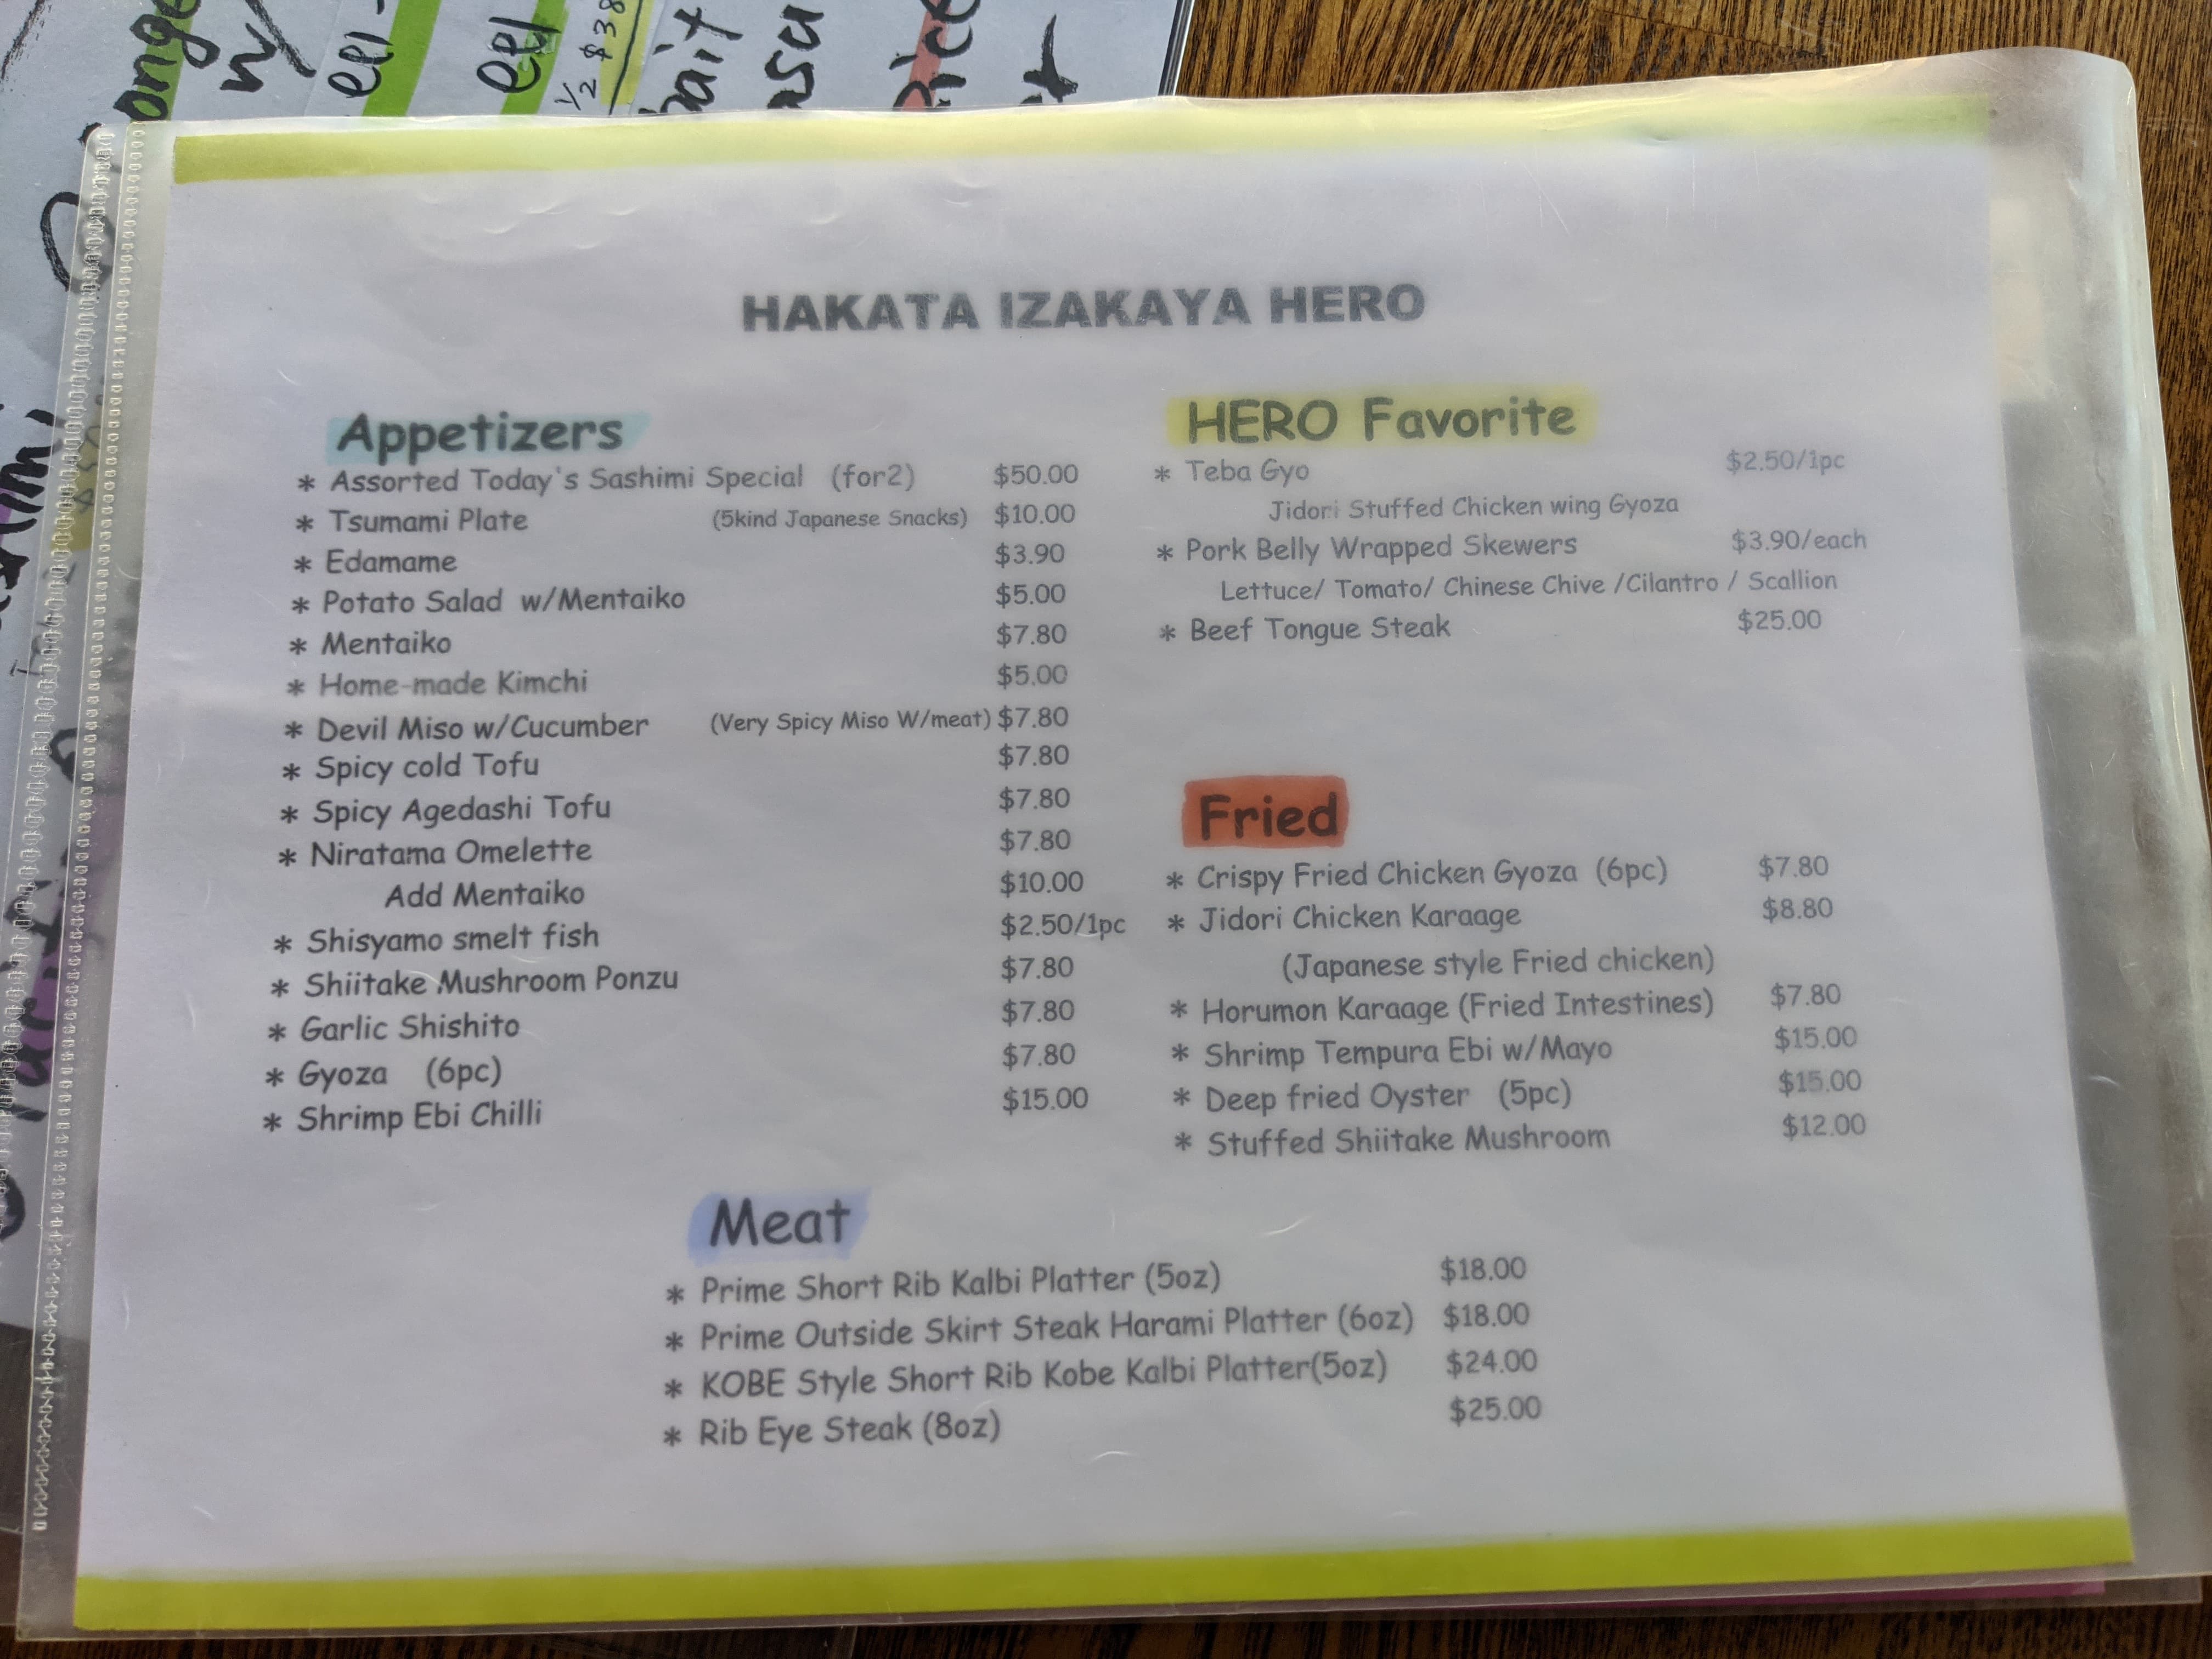 1/2 $38
HAKATA IZAKAYA HERO
Appetizers
* Assorted Today's Sashimi Special (for2) $50.00
* Tsumami Plate (5kind Japanese Snacks) $10.00
* Edamame $3.90
* Potato Salad w/Mentaiko $5.00
* Mentaiko $7.80
* Home-made Kimchi $5.00
* Devil Miso w/Cucumber (Very Spicy Miso W/meat) $7.80
* Spicy cold Tofu $7.80
* Spicy Agedashi Tofu $7.80
* Niratama Omelette $7.80
Add Mentaiko $10.00
* Shisyamo smelt fish $2.50/1pc
* Shiitake Mushroom Ponzu $7.80
* Garlic Shishito $7.80
* Gyoza (6pc) $7.80
* Shrimp Ebi Chilli $15.00
HERO Favorite
* Teba Gyo $2.50/1pc
Jidori Stuffed Chicken wing Gyoza
* Pork Belly Wrapped Skewers $3.90/each
Lettuce/ Tomato/ Chinese Chive /Cilantro / Scallion
* Beef Tongue Steak $25.00
Fried
* Crispy Fried Chicken Gyoza (6pc) $7.80
* Jidori Chicken Karaage $8.80
(Japanese style Fried chicken)
* Horumon Karaage (Fried Intestines) $7.80
* Shrimp Tempura Ebi w/Mayo $15.00
* Deep fried Oyster (5pc) $15.00
* Stuffed Shiitake Mushroom $12.00
Meat
* Prime Short Rib Kalbi Platter (5oz) $18.00
* Prime Outside Skirt Steak Harami Platter (6oz) $18.00
* KOBE Style Short Rib Kobe Kalbi Platter(5oz) $24.00
* Rib Eye Steak (8oz) $25.00